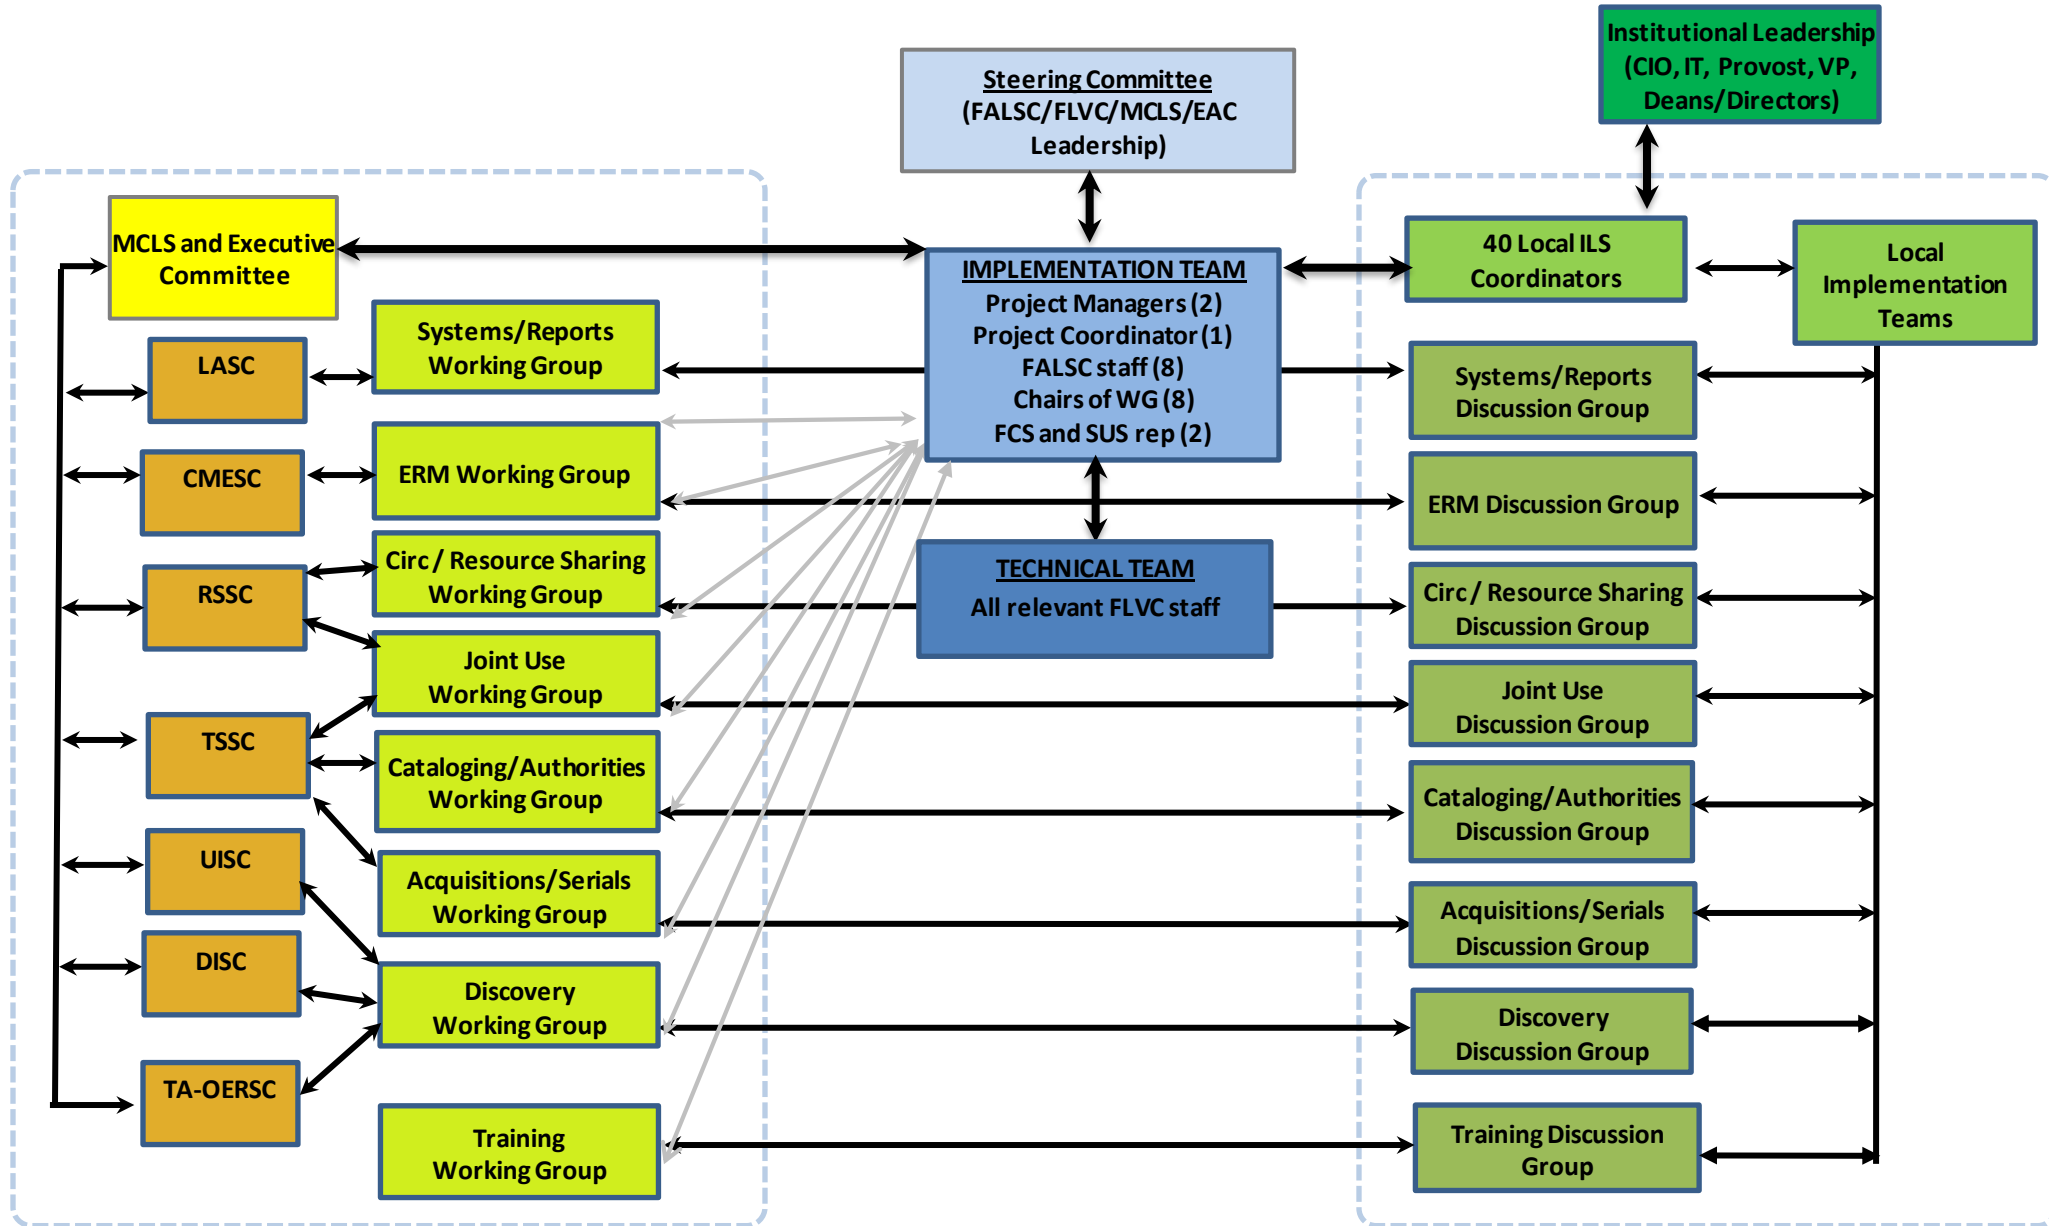 Institutional Leadership
(CIO, IT, Provost, VP,
Deans/Directors)
Steering Committee
(FALSC/FLVC/MCLS/EAC
Leadership)
MCLS and Executive
Committee
IMPLEMENTATION TEAM
Project Managers (2)
Project Coordinator (1)
FALSC staff (8)
Chairs of WG (8)
FCS and SUS rep (2)
40 Local ILS
Coordinators
Local
Implementation
Teams
LASC
CMESC
RSSC
TSSC
UISC
DISC
TA-OERSC
Systems/Reports
Working Group
ERM Working Group
Circ / Resource Sharing
Working Group
Joint Use
Working Group
Cataloging/Authorities
Working Group
Acquisitions/Serials
Working Group
Discovery
Working Group
Training
Working Group
TECHNICAL TEAM
All relevant FLVC staff
Systems/Reports
Discussion Group
ERM Discussion Group
Circ / Resource Sharing
Discussion Group
Joint Use
Discussion Group
Cataloging/Authorities
Discussion Group
Acquisitions/Serials
Discussion Group
Discovery
Discussion Group
Training Discussion
Group